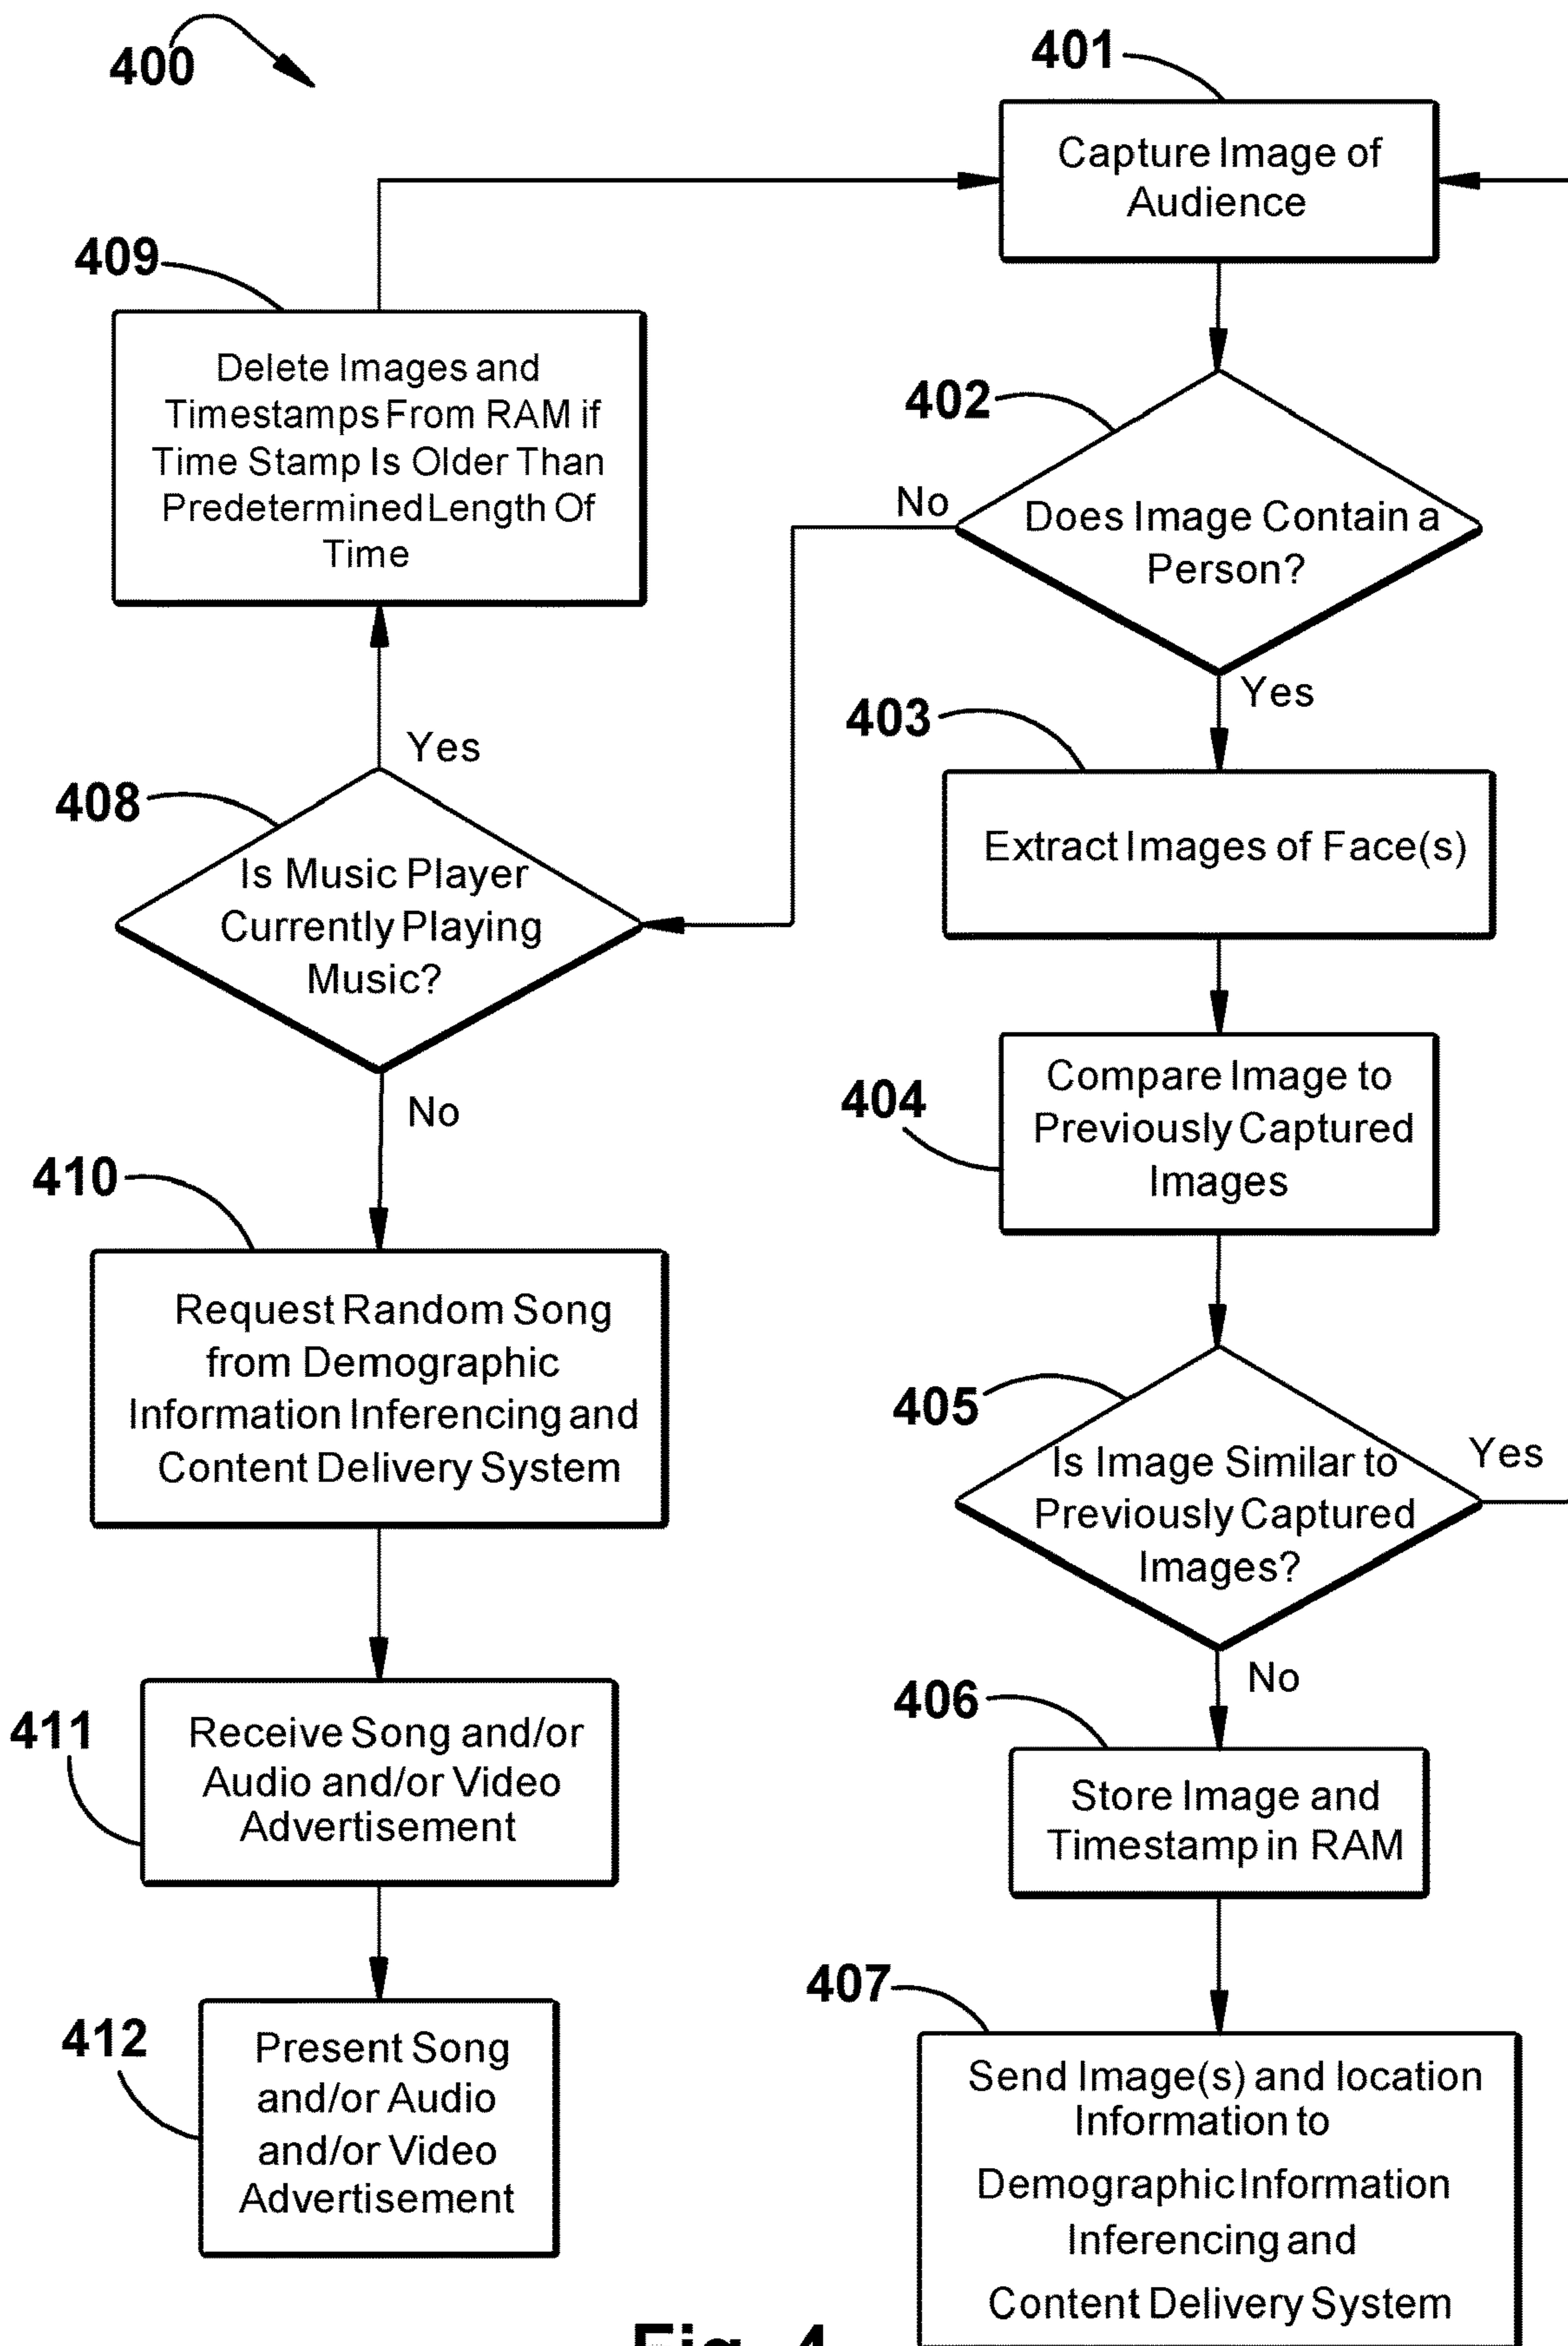 400
401
Capture Image of
Audience
409
Delete Images and
Timestamps From RAM if
Time Stamp Is Older Than
Predetermined Length Of
Time
402
No
Does Image Contain a
Person?
Yes
403
Extract Images of Face(s)
Yes
408
Is Music Player
Currently Playing
Music?
No
404
Compare Image to
Previously Captured
Images
410
Request Random Song
from Demographic
Information Inferencing and
Content Delivery System
405
Is Image Similar to
Previously Captured
Images?
Yes
No
406
Store Image and
Timestamp in RAM
411
Receive Song and/or
Audio and/or Video
Advertisement
407
Send Image(s) and location
Information to
Demographic Information
Inferencing and
Content Delivery System
412
Present Song
and/or Audio
and/or Video
Advertisement
Fig. 4